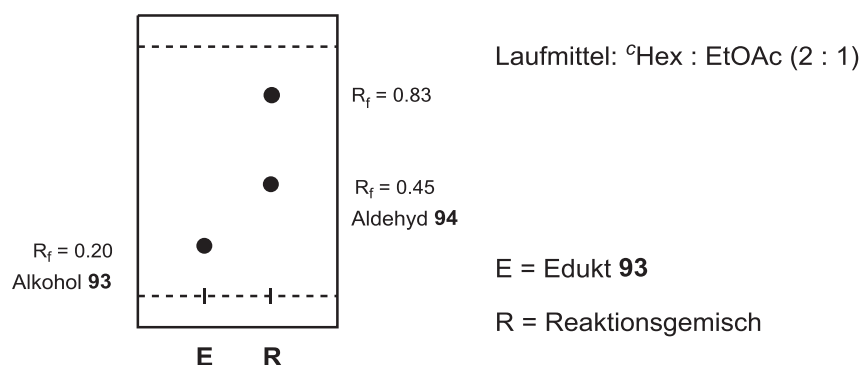 Laufmittel: ᶜHex : EtOAc (2 : 1)
Rf = 0.83
Rf = 0.45
Aldehyd 94
Rf = 0.20
Alkohol 93
E = Edukt 93
R = Reaktionsgemisch
E R